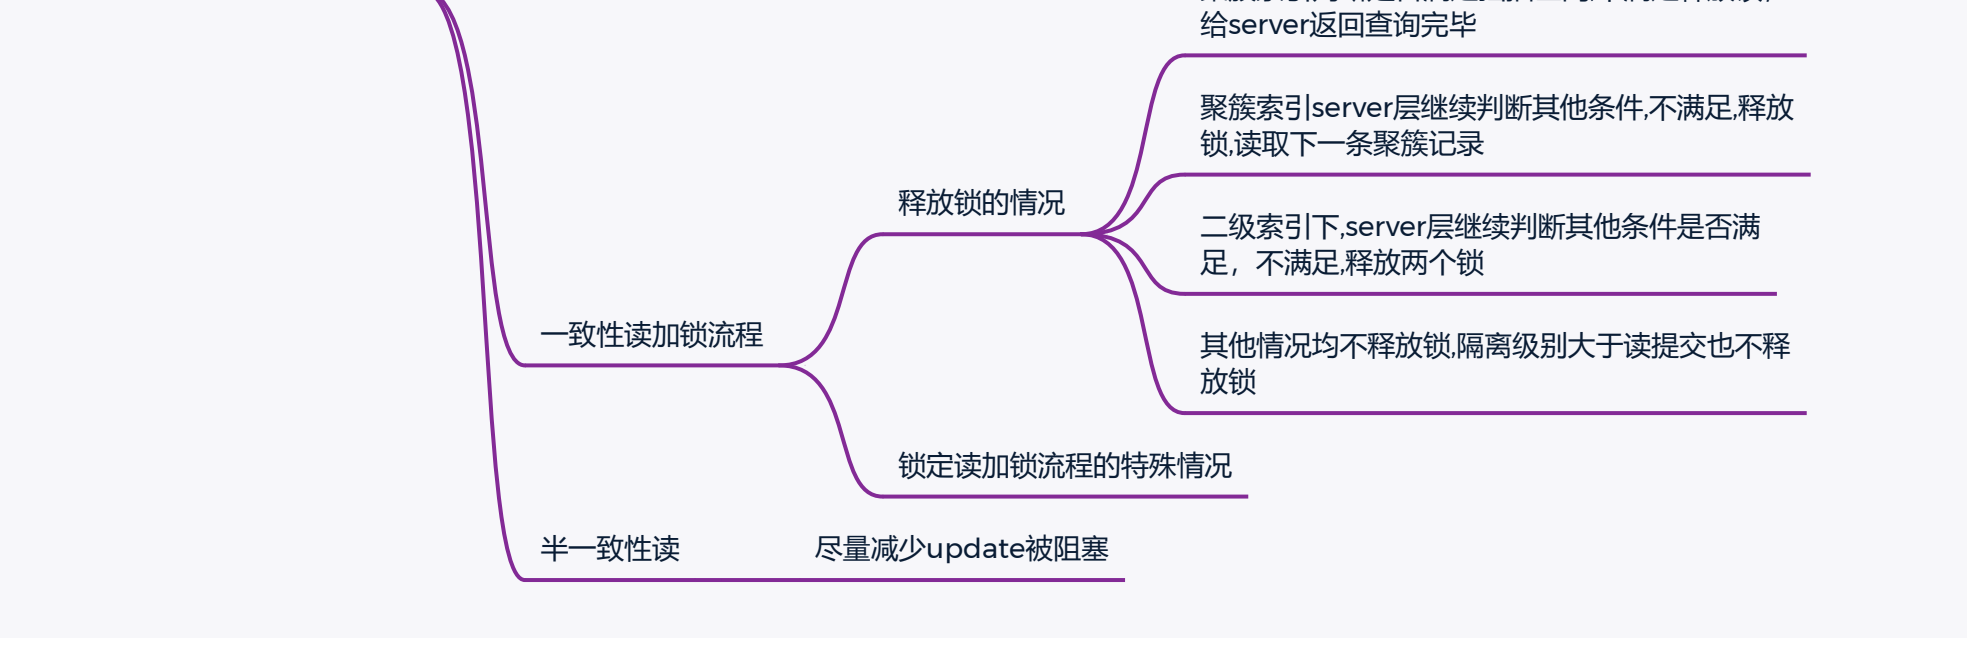 给server返回查询完毕
聚簇索引server层继续判断其他条件,不满足,释放
锁,读取下一条聚簇记录
释放锁的情况
二级索引下,server层继续判断其他条件是否满
足，不满足,释放两个锁
一致性读加锁流程
其他情况均不释放锁,隔离级别大于读提交也不释
放锁
锁定读加锁流程的特殊情况
半一致性读
尽量减少update被阻塞